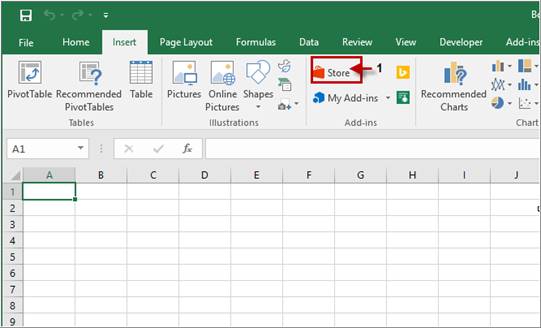 Bo
File Home Insert Page Layout Formulas Data Review View Developer Add-ins
PivotTable Recommended PivotTables Table Pictures Online Pictures Shapes Store 1 My Add-ins Recommended Charts
Tables Illustrations Add-ins Chart
A1 fx
A B C D E F G H I J
1
2
3
4
5
6
7
8
9